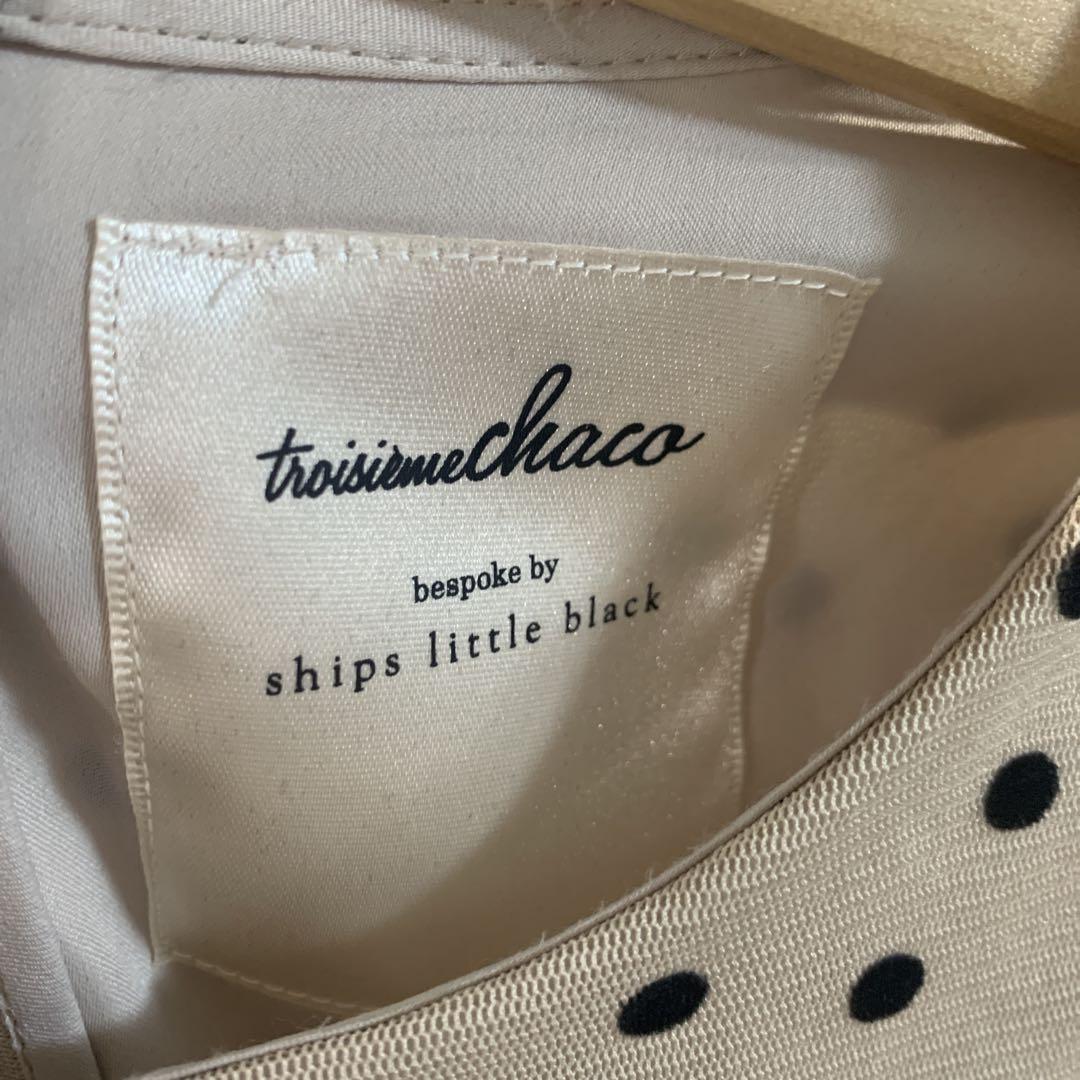 troisièmechaco
bespoke by
ships little black